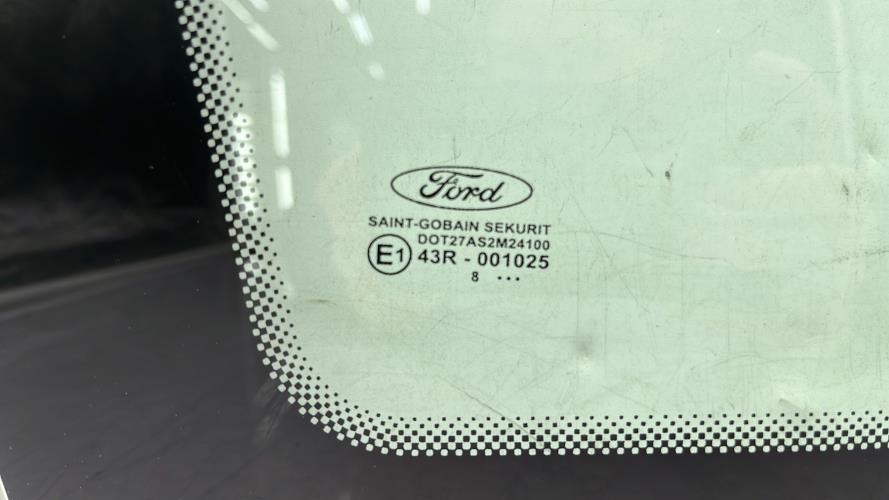 Ford
SAINT-GOBAIN SEKURIT
DOT27AS2M24100
E1 43R - 001025
8 ...